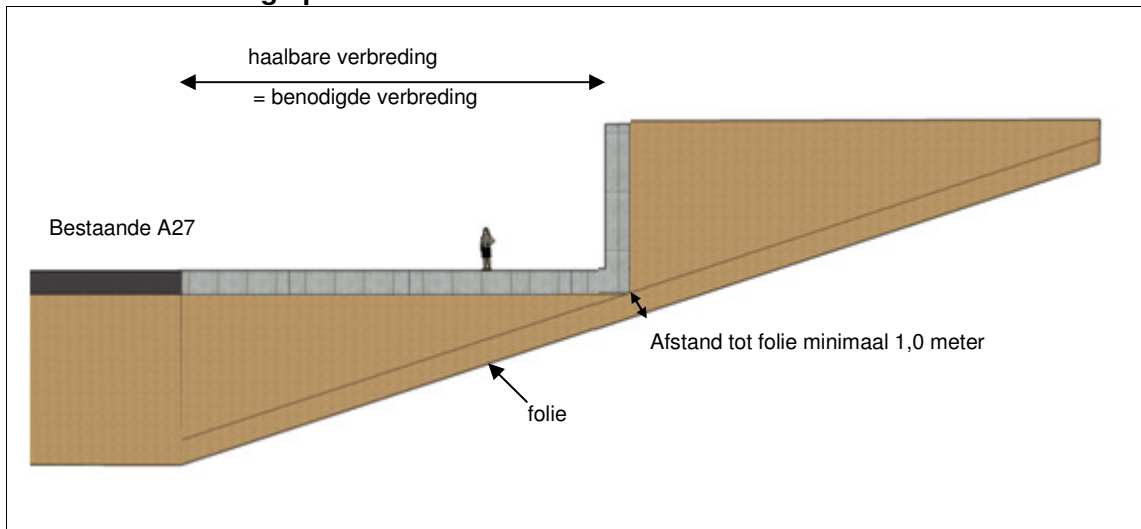 haalbare verbreding
= benodigde verbreding
Bestaande A27
Afstand tot folie minimaal 1,0 meter
folie